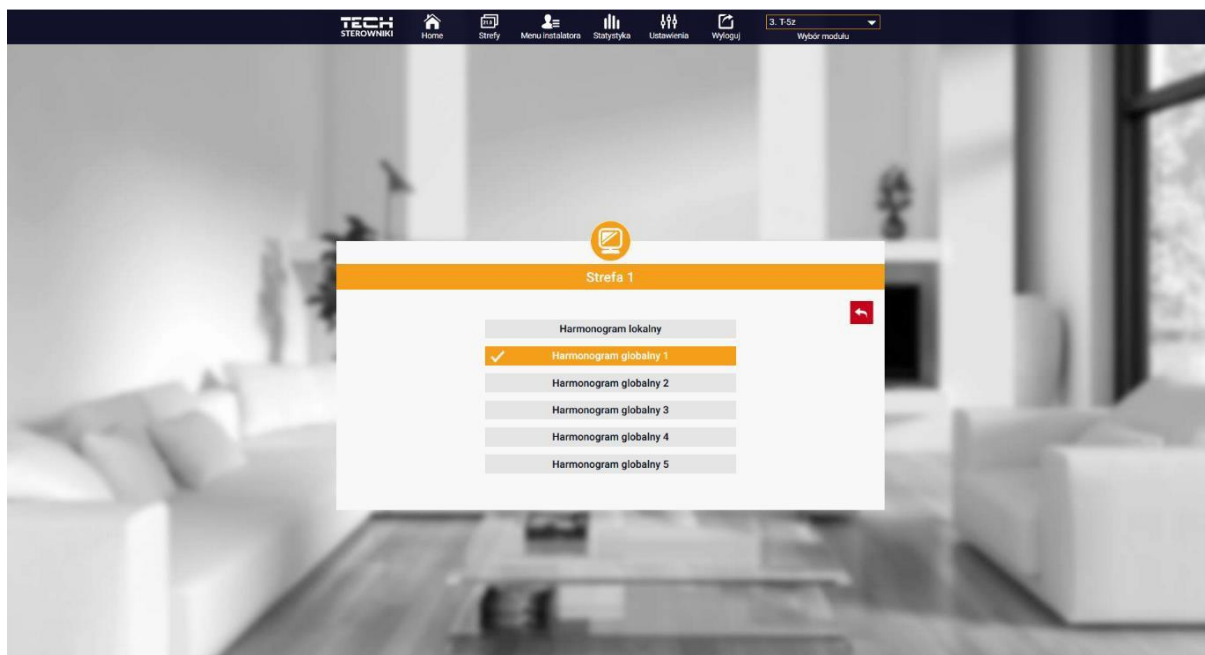 TECH
STEROWNIKI
Home
Strefy
Menu instalatora
Statystyka
Ustawienia
Wyloguj
3. T-5z
Wybór modułu
Strefa 1
Harmonogram lokalny
Harmonogram globalny 1
Harmonogram globalny 2
Harmonogram globalny 3
Harmonogram globalny 4
Harmonogram globalny 5